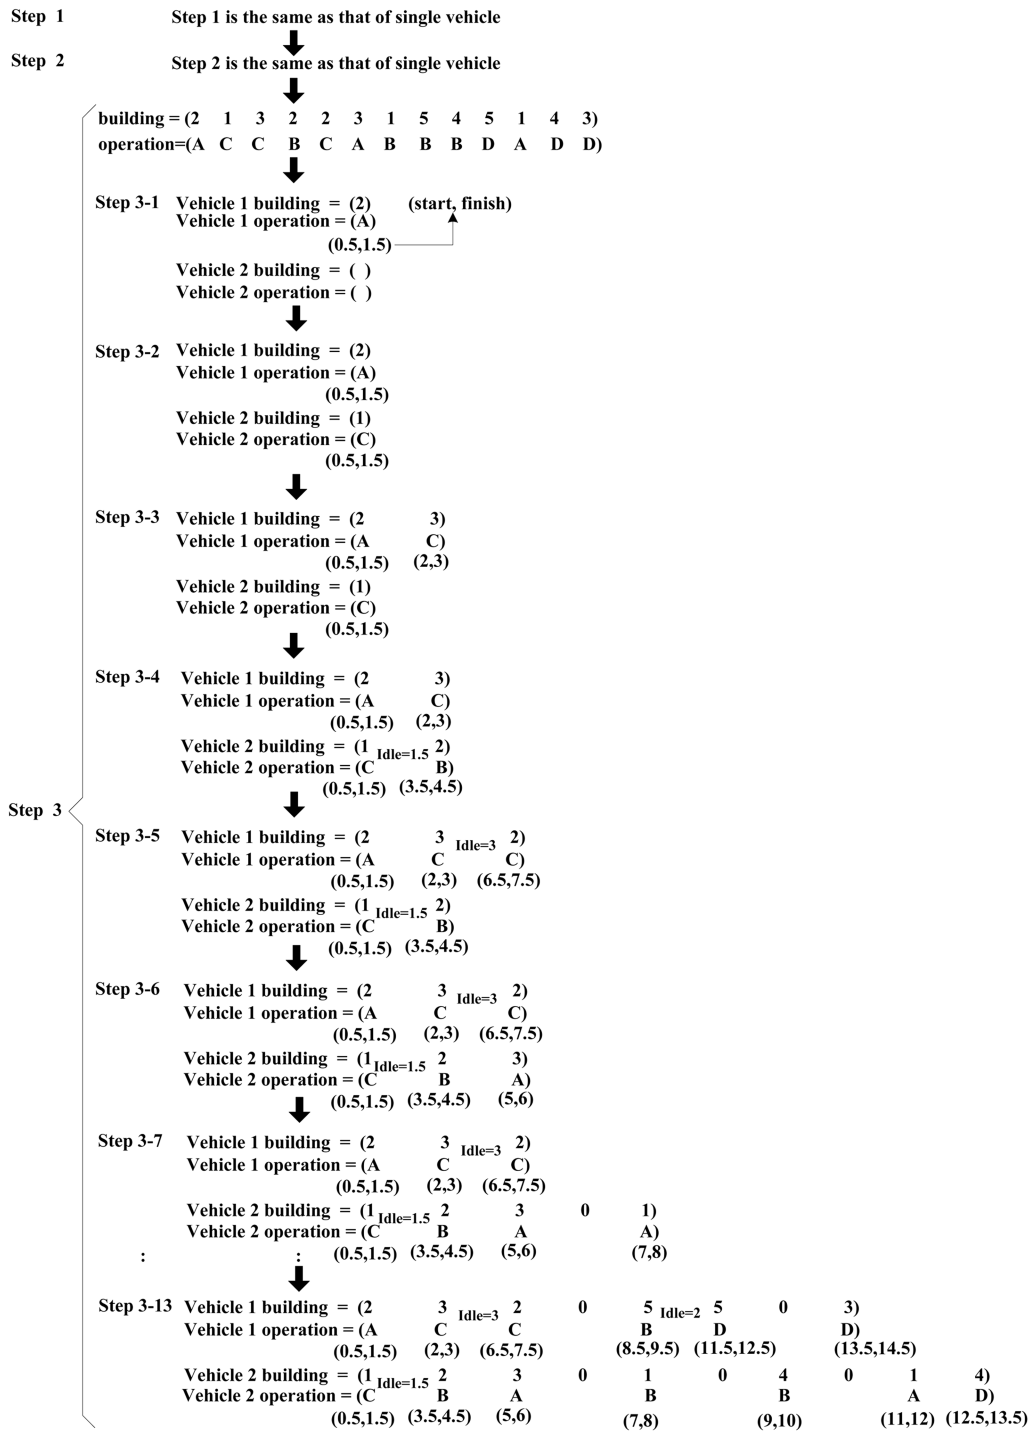 Step 1 Step 1 is the same as that of single vehicle
Step 2 Step 2 is the same as that of single vehicle
building = (2 1 3 2 2 3 1 5 4 5 1 4 3)
operation=(A C C B C A B B B D A D D)
Step 3-1 Vehicle 1 building = (2) (start, finish)
Vehicle 1 operation = (A)
(0.5,1.5)
Vehicle 2 building = ( )
Vehicle 2 operation = ( )
Step 3-2 Vehicle 1 building = (2)
Vehicle 1 operation = (A)
(0.5,1.5)
Vehicle 2 building = (1)
Vehicle 2 operation = (C)
(0.5,1.5)
Step 3-3 Vehicle 1 building = (2 3)
Vehicle 1 operation = (A C)
(0.5,1.5) (2,3)
Vehicle 2 building = (1)
Vehicle 2 operation = (C)
(0.5,1.5)
Step 3-4 Vehicle 1 building = (2 3)
Vehicle 1 operation = (A C)
(0.5,1.5) (2,3)
Vehicle 2 building = (1 Idle=1.5 2)
Vehicle 2 operation = (C B)
(0.5,1.5) (3.5,4.5)
Step 3
Step 3-5 Vehicle 1 building = (2 3 Idle=3 2)
Vehicle 1 operation = (A C C)
(0.5,1.5) (2,3) (6.5,7.5)
Vehicle 2 building = (1 Idle=1.5 2)
Vehicle 2 operation = (C B)
(0.5,1.5) (3.5,4.5)
Step 3-6 Vehicle 1 building = (2 3 Idle=3 2)
Vehicle 1 operation = (A C C)
(0.5,1.5) (2,3) (6.5,7.5)
Vehicle 2 building = (1 Idle=1.5 2 3)
Vehicle 2 operation = (C B A)
(0.5,1.5) (3.5,4.5) (5,6)
Step 3-7 Vehicle 1 building = (2 3 Idle=3 2)
Vehicle 1 operation = (A C C)
(0.5,1.5) (2,3) (6.5,7.5)
Vehicle 2 building = (1 Idle=1.5 2 3 0 1)
Vehicle 2 operation = (C B A A)
: : (0.5,1.5) (3.5,4.5) (5,6) (7,8)
Step 3-13 Vehicle 1 building = (2 3 Idle=3 2 0 5 Idle=2 5 0 3)
Vehicle 1 operation = (A C C B D D)
(0.5,1.5) (2,3) (6.5,7.5) (8.5,9.5) (11.5,12.5) (13.5,14.5)
Vehicle 2 building = (1 Idle=1.5 2 3 0 1 0 4 0 1 4)
Vehicle 2 operation = (C B A B B A D)
(0.5,1.5) (3.5,4.5) (5,6) (7,8) (9,10) (11,12) (12.5,13.5)